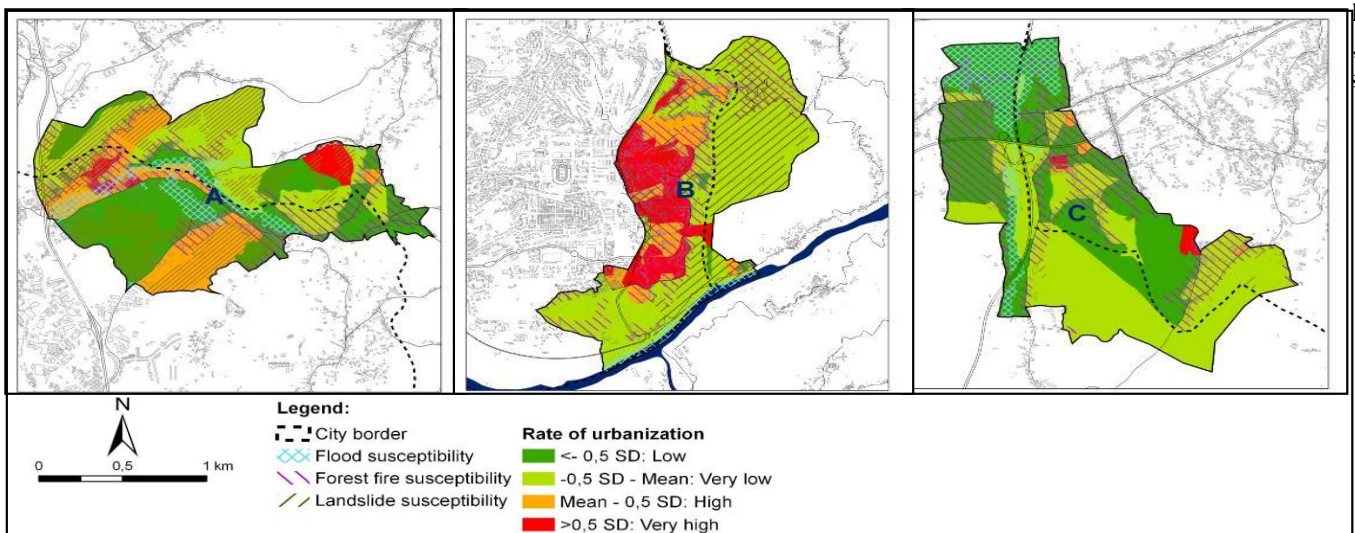 A
B
C
N
0 0,5 1 km
Legend:
City border
Flood susceptibility
Forest fire susceptibility
Landslide susceptibility
Rate of urbanization
<- 0,5 SD: Low
-0,5 SD - Mean: Very low
Mean - 0,5 SD: High
>0,5 SD: Very high